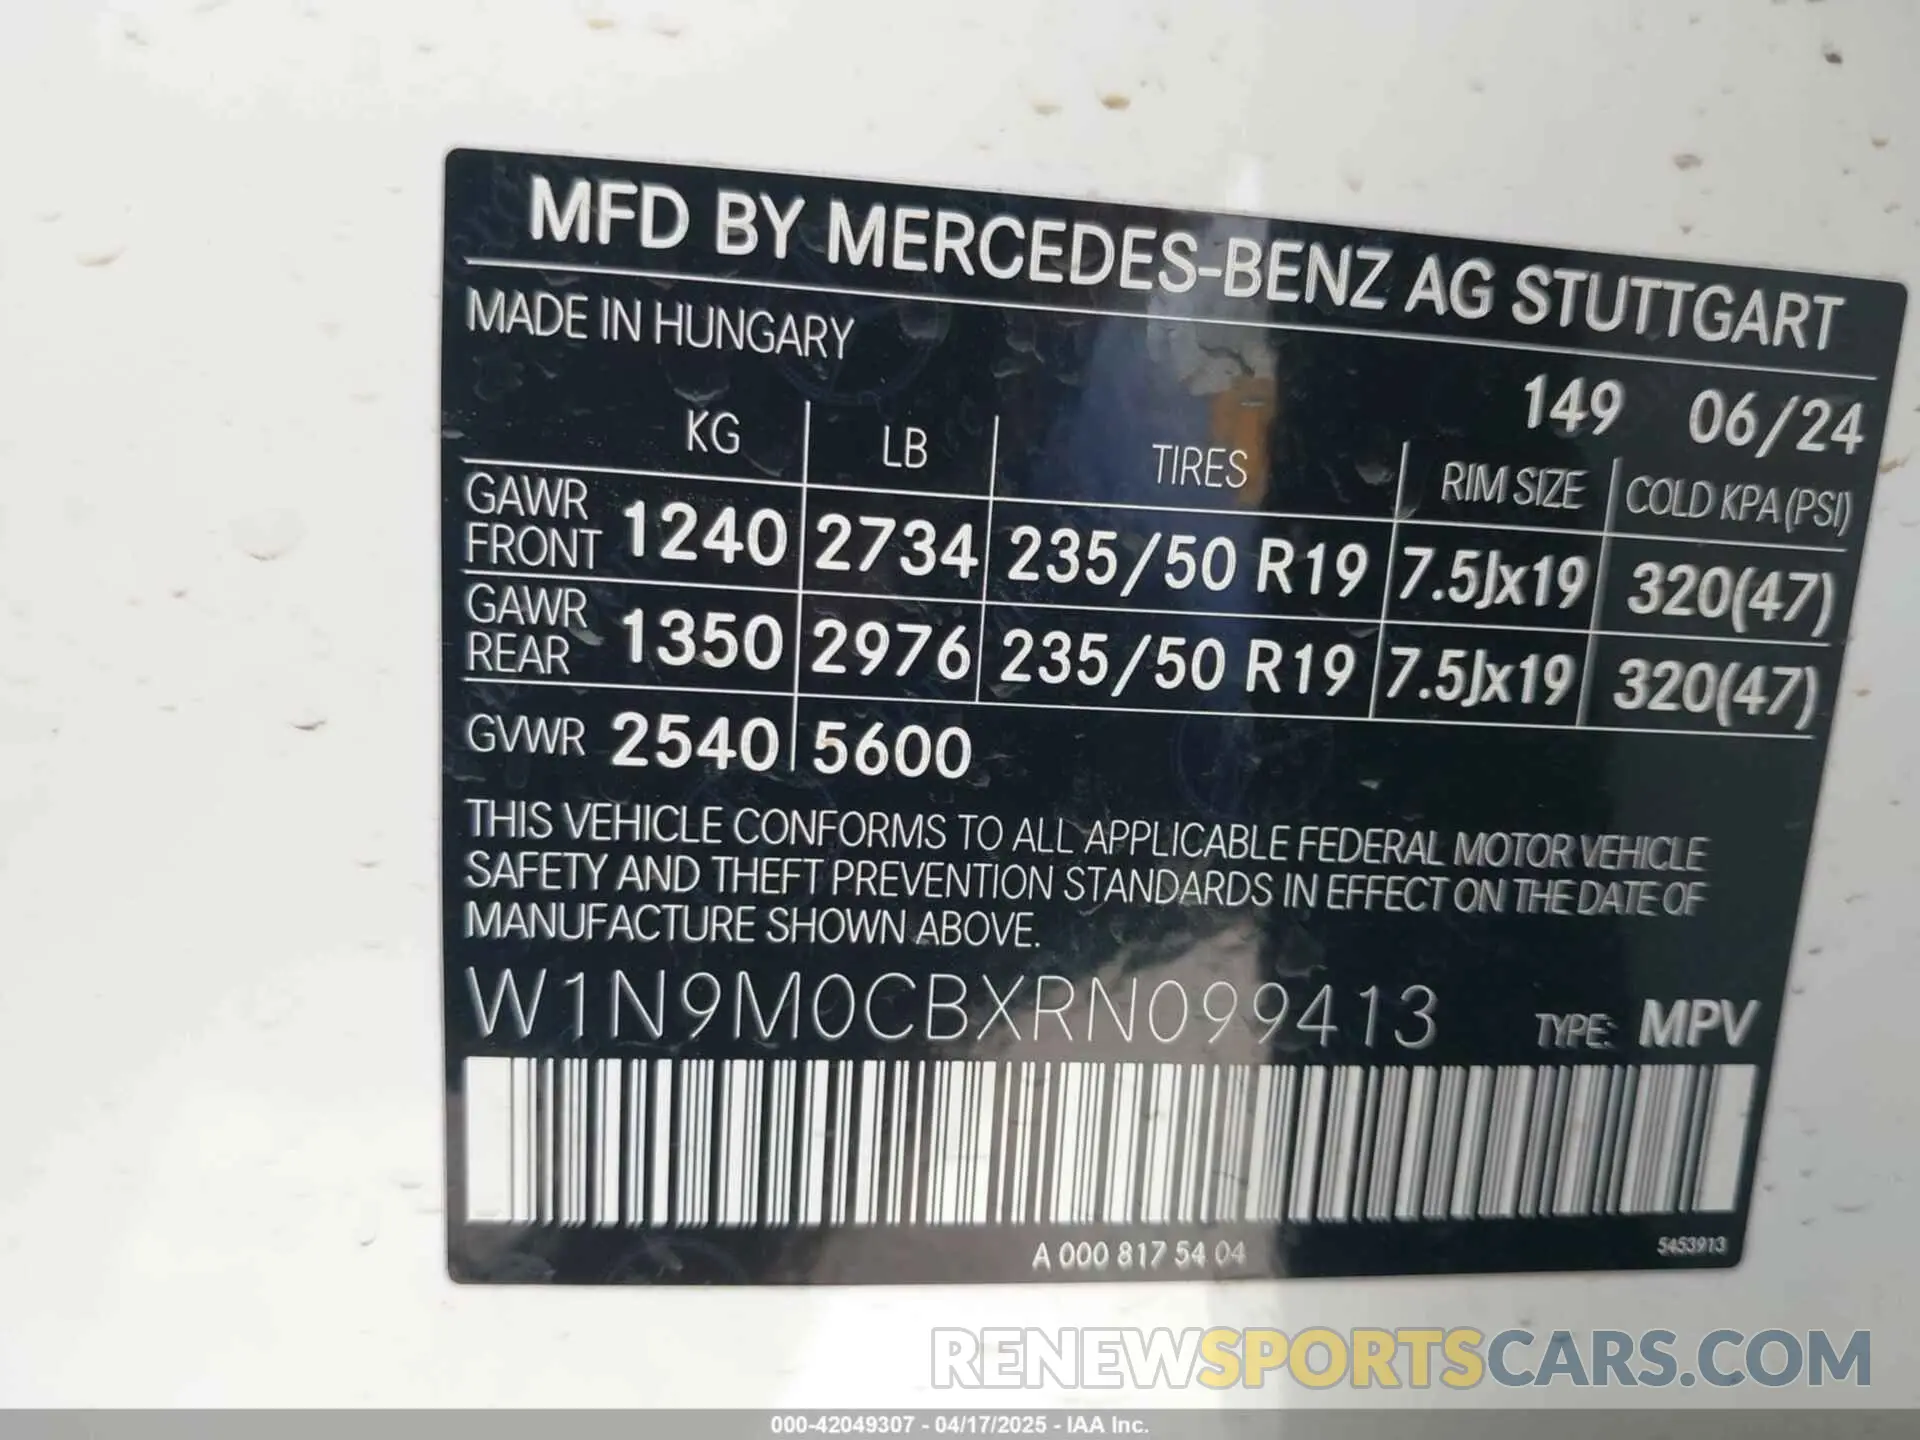 MFD BY MERCEDES-BENZ AG STUTTGART
MADE IN HUNGARY
149 06/24
KG LB TIRES RIM SIZE COLD KPA (PSI)
GAWR FRONT 1240 2734 235/50 R19 7.5Jx19 320(47)
GAWR REAR 1350 2976 235/50 R19 7.5Jx19 320(47)
GVWR 2540 5600
THIS VEHICLE CONFORMS TO ALL APPLICABLE FEDERAL MOTOR VEHICLE
SAFETY AND THEFT PREVENTION STANDARDS IN EFFECT ON THE DATE OF
MANUFACTURE SHOWN ABOVE.
W1N9M0CBXRN099413 TYPE: MPV
A 000 817 54 04 5453913
RENEWSPORTSCARS.COM
000-42049307 - 04/17/2025 - IAA Inc.